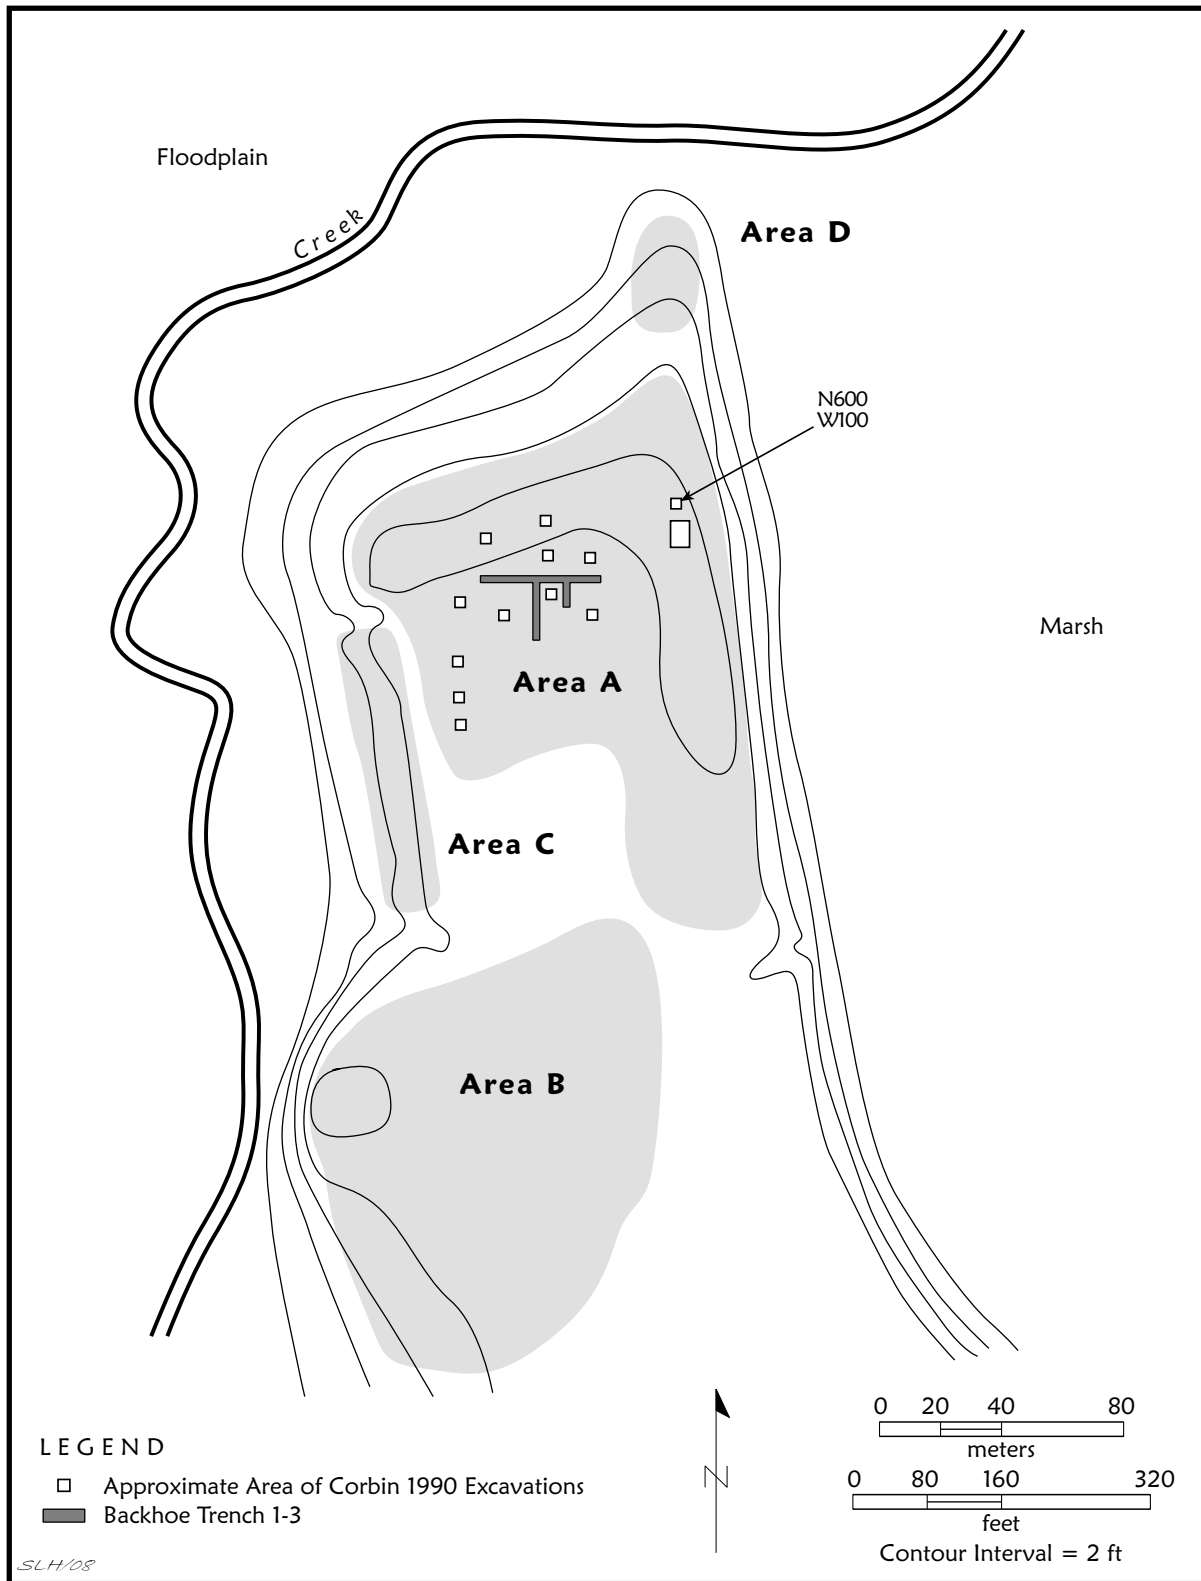 Floodplain
Creek
Area D
N600
W100
Marsh
Area A
Area C
Area B
LEGEND
Approximate Area of Corbin 1990 Excavations
Backhoe Trench 1-3
SLH/08
N
0 20 40 80
meters
0 80 160 320
feet
Contour Interval = 2 ft